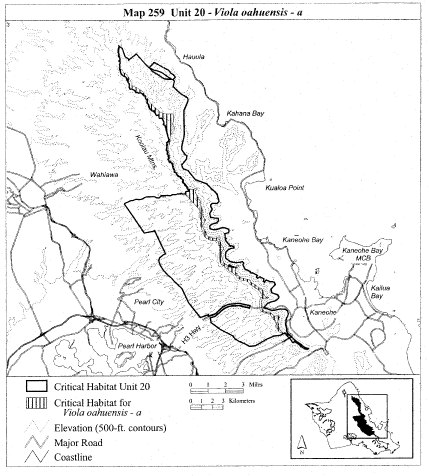 Map 259 Unit 20 - Viola oahuensis - a
Hauula
Kahana Bay
Koolau Mtns.
Wahiawa
Kualoa Point
Kaneohe Bay
Kaneohe Bay
MCB
Kailua
Bay
Pearl City
Kaneohe
H3 Hwy
Pearl Harbor
Critical Habitat Unit 20
Critical Habitat for
Viola oahuensis - a
Elevation (500-ft. contours)
Major Road
Coastline
0 1 2 3 Miles
0 1 2 3 Kilometers
N